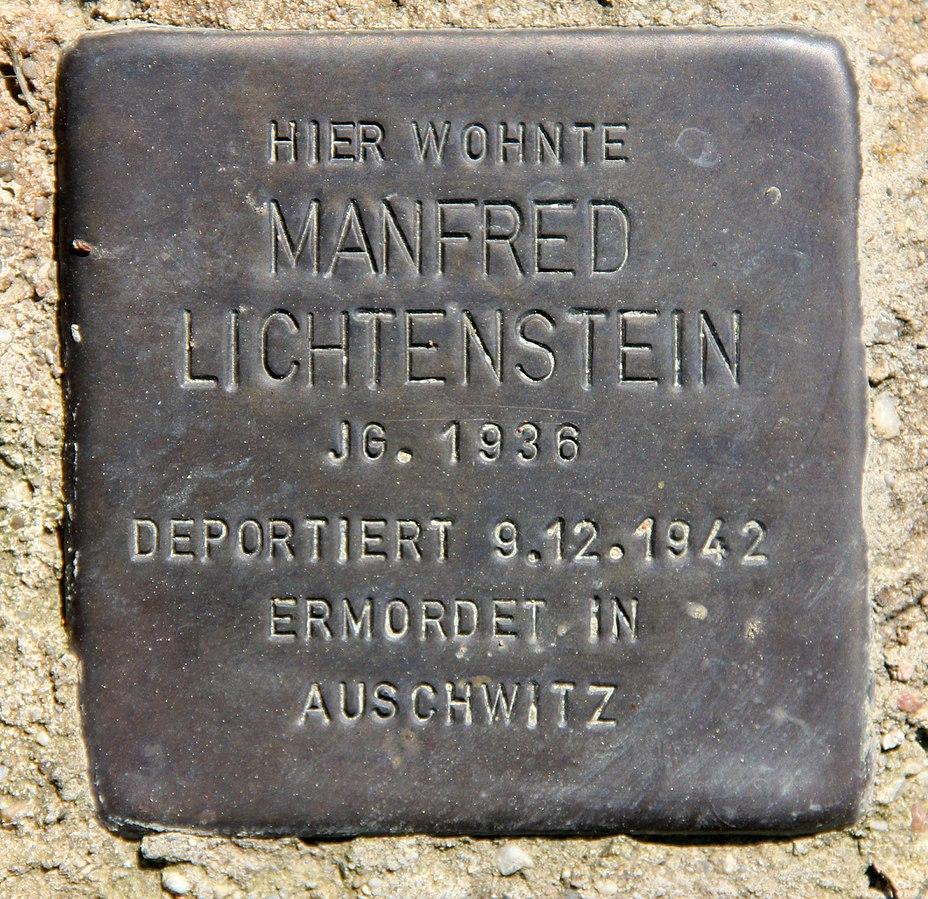 HIER WOHNTE
MANFRED
LICHTENSTEIN
JG. 1936
DEPORTIERT 9.12.1942
ERMORDET IN
AUSCHWITZ